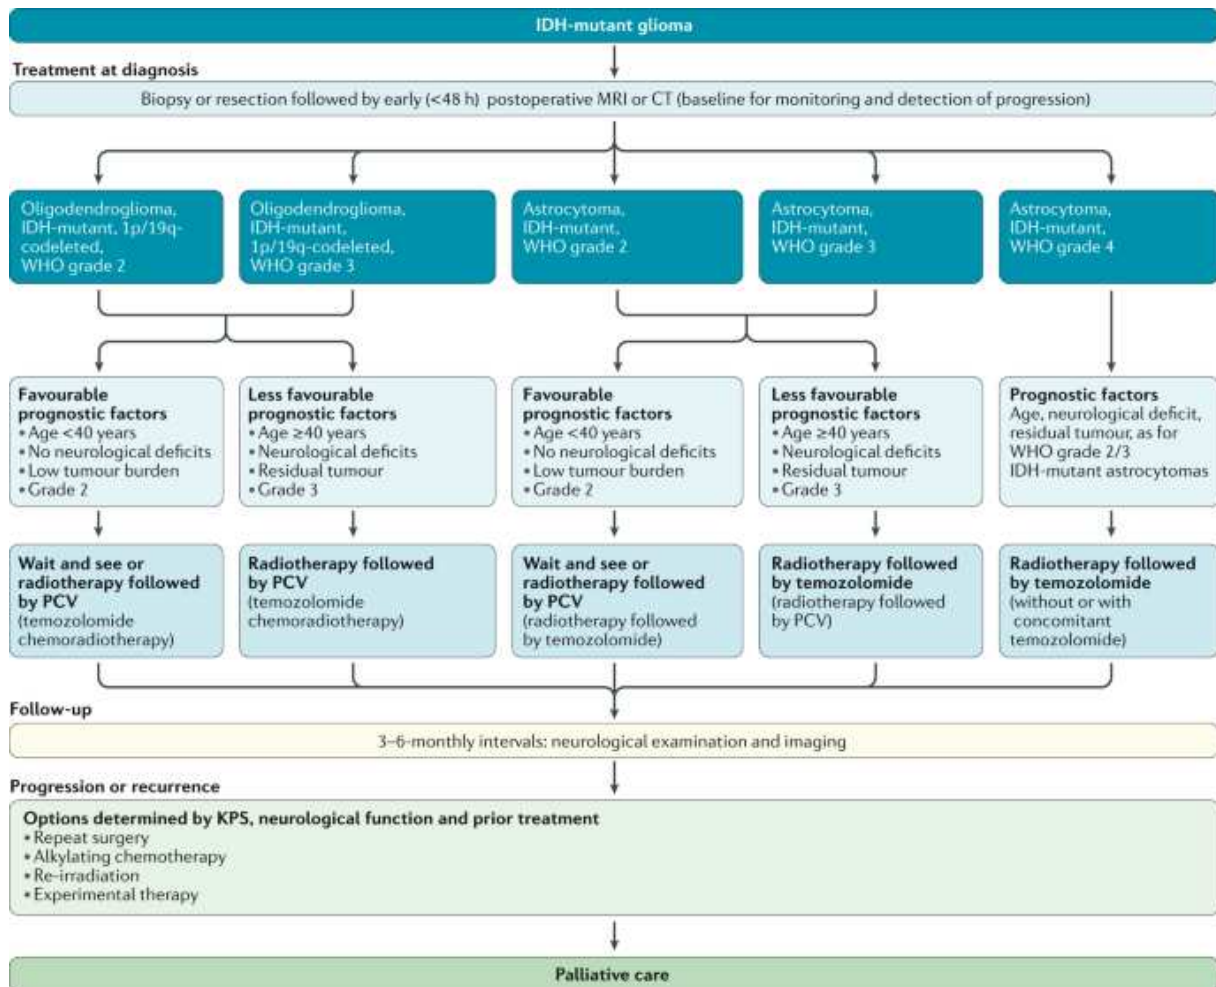 IDH-mutant glioma
Treatment at diagnosis
Biopsy or resection followed by early (<48 h) postoperative MRI or CT (baseline for monitoring and detection of progression)
Oligodendroglioma,
IDH-mutant, 1p/19q-
codeleted,
WHO grade 2
Oligodendroglioma,
IDH-mutant,
1p/19q-codeleted,
WHO grade 3
Astrocytoma,
IDH-mutant,
WHO grade 2
Astrocytoma,
IDH-mutant,
WHO grade 3
Astrocytoma,
IDH-mutant,
WHO grade 4
Favourable
prognostic factors
• Age <40 years
• No neurological deficits
• Low tumour burden
• Grade 2
Less favourable
prognostic factors
• Age ≥40 years
• Neurological deficits
• Residual tumour
• Grade 3
Favourable
prognostic factors
• Age <40 years
• No neurological deficits
• Low tumour burden
• Grade 2
Less favourable
prognostic factors
• Age ≥40 years
• Neurological deficits
• Residual tumour
• Grade 3
Prognostic factors
Age, neurological deficit,
residual tumour, as for
WHO grade 2/3
IDH-mutant astrocytomas
Wait and see or
radiotherapy followed
by PCV
(temozolomide
chemoradiotherapy)
Radiotherapy followed
by PCV
(temozolomide
chemoradiotherapy)
Wait and see or
radiotherapy followed
by PCV
(radiotherapy followed
by temozolomide)
Radiotherapy followed
by temozolomide
(radiotherapy followed
by PCV)
Radiotherapy followed
by temozolomide
(without or with
concomitant
temozolomide)
Follow-up
3–6-monthly intervals: neurological examination and imaging
Progression or recurrence
Options determined by KPS, neurological function and prior treatment
• Repeat surgery
• Alkylating chemotherapy
• Re-irradiation
• Experimental therapy
Palliative care